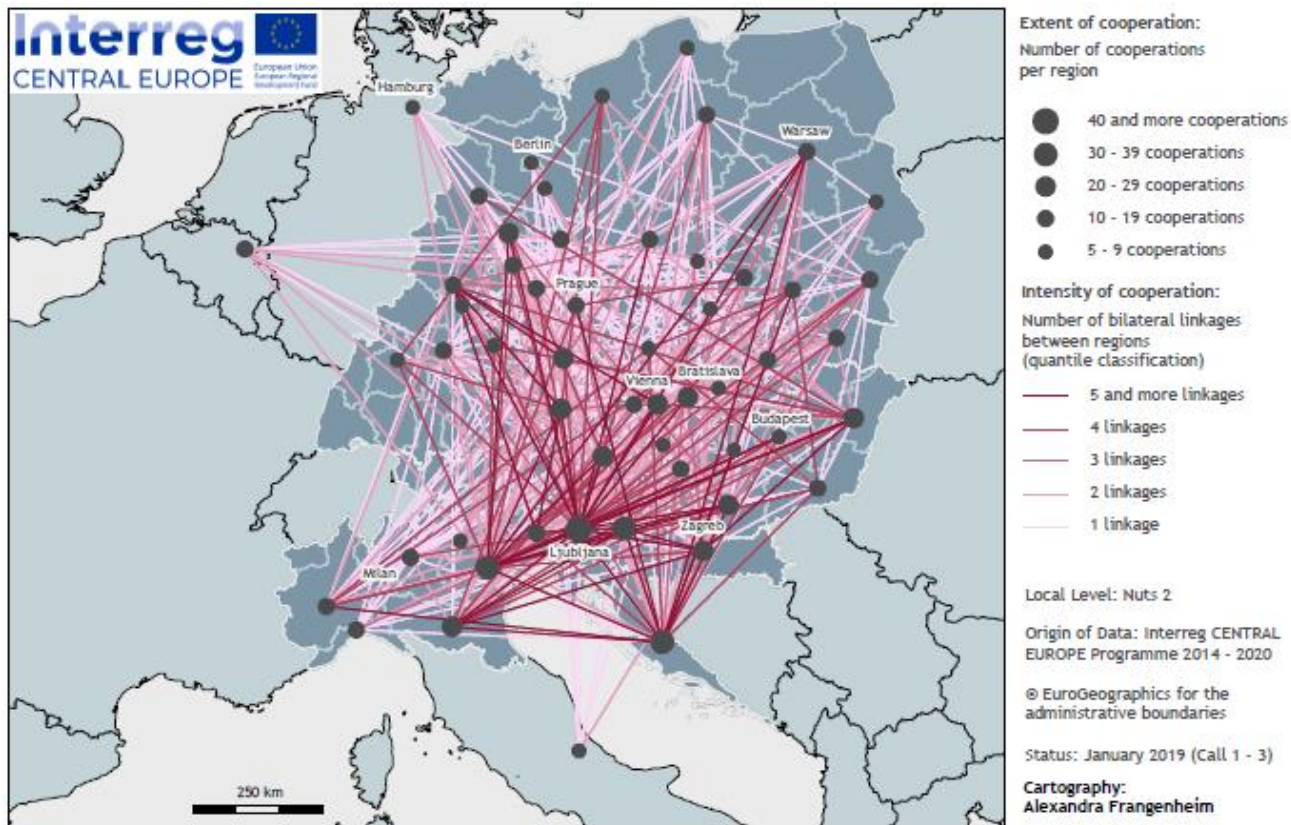 Interreg
CENTRAL EUROPE
European Union
European Regional
Development Fund
Hamburg
Berlin
Warsaw
Prague
Vienna
Bratislava
Budapest
Zagreb
Ljubljana
Milan
250 km
Extent of cooperation:
Number of cooperations
per region
40 and more cooperations
30 - 39 cooperations
20 - 29 cooperations
10 - 19 cooperations
5 - 9 cooperations
Intensity of cooperation:
Number of bilateral linkages
between regions
(quantile classification)
5 and more linkages
4 linkages
3 linkages
2 linkages
1 linkage
Local Level: Nuts 2
Origin of Data: Interreg CENTRAL
EUROPE Programme 2014 - 2020
© EuroGeographics for the
administrative boundaries
Status: January 2019 (Call 1 - 3)
Cartography:
Alexandra Frangenheim